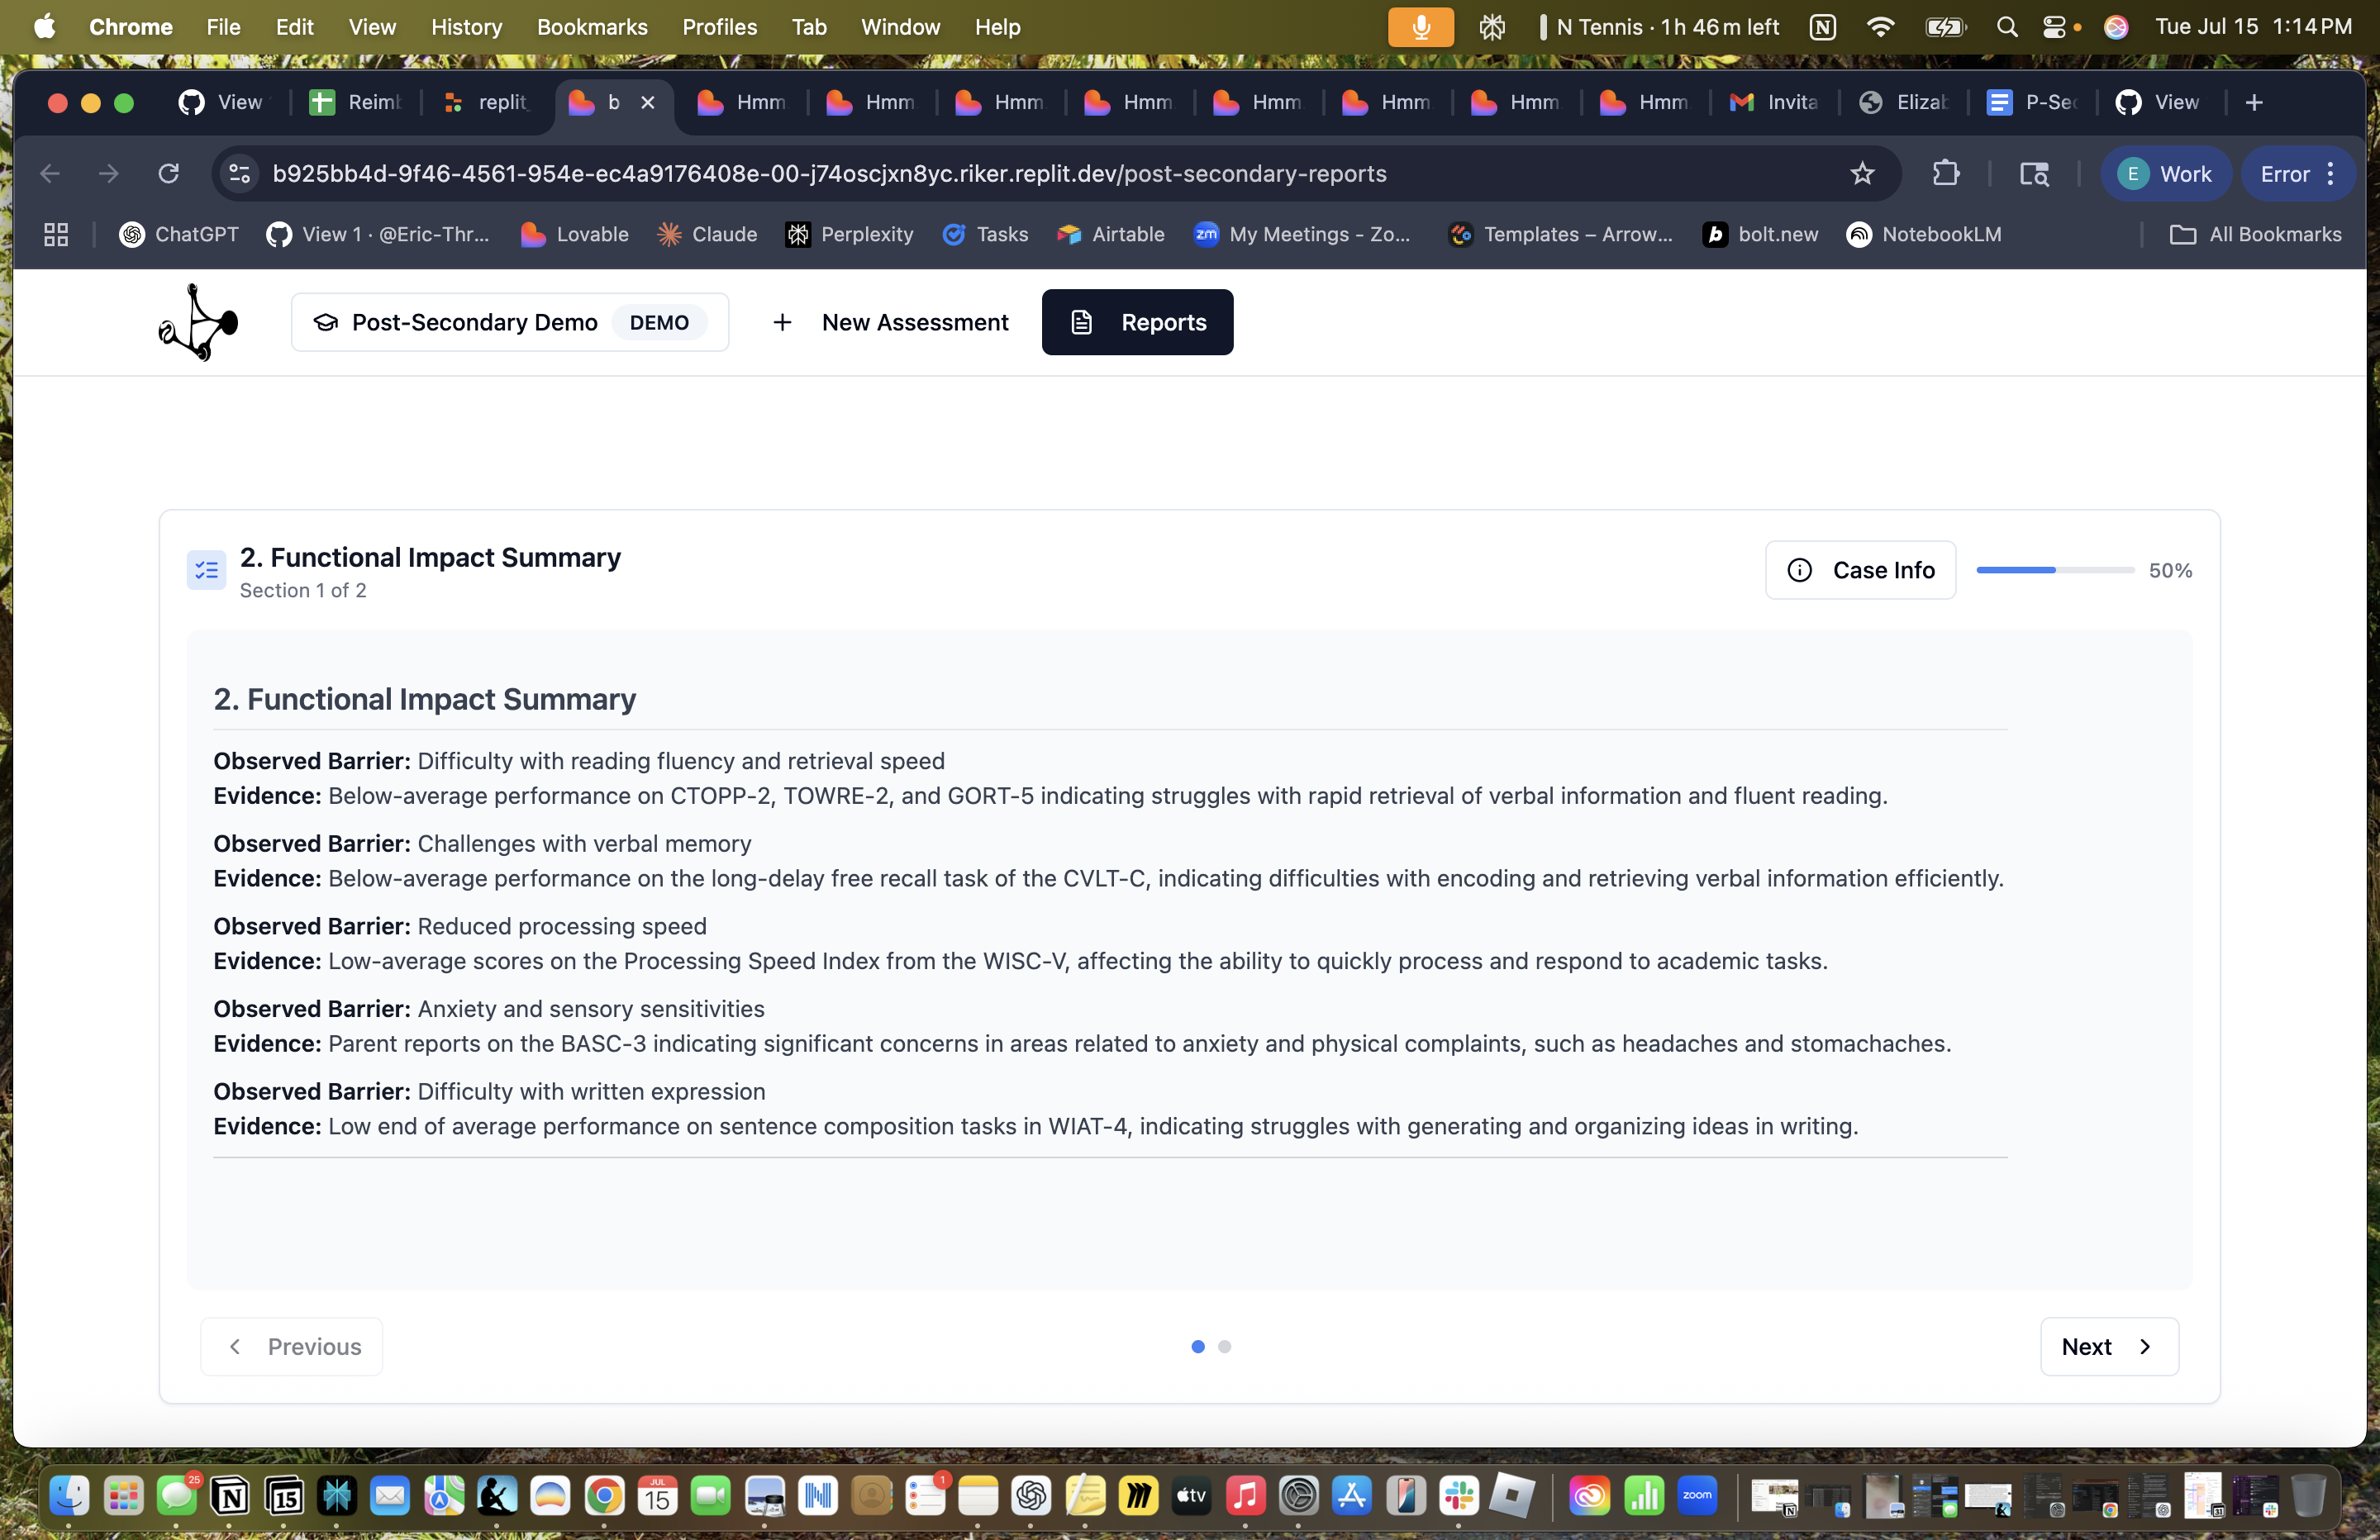 Chrome File Edit View History Bookmarks Profiles Tab Window Help N Tennis · 1h 46m left Tue Jul 15 1:14PM
View Reim replit b Hmm Hmm Hmm Hmm Hmm Hmm Hmm Hmm Invita Elizab P-Sec View
b925bb4d-9f46-4561-954e-ec4a9176408e-00-j74oscjxn8yc.riker.replit.dev/post-secondary-reports E Work Error
ChatGPT View 1 · @Eric-Thr... Lovable Claude Perplexity Tasks Airtable zm My Meetings - Zo... Templates – Arrow... b bolt.new NotebookLM All Bookmarks
Post-Secondary Demo DEMO + New Assessment Reports
2. Functional Impact Summary
Section 1 of 2
Case Info 50%
2. Functional Impact Summary
Observed Barrier: Difficulty with reading fluency and retrieval speed
Evidence: Below-average performance on CTOPP-2, TOWRE-2, and GORT-5 indicating struggles with rapid retrieval of verbal information and fluent reading.
Observed Barrier: Challenges with verbal memory
Evidence: Below-average performance on the long-delay free recall task of the CVLT-C, indicating difficulties with encoding and retrieving verbal information efficiently.
Observed Barrier: Reduced processing speed
Evidence: Low-average scores on the Processing Speed Index from the WISC-V, affecting the ability to quickly process and respond to academic tasks.
Observed Barrier: Anxiety and sensory sensitivities
Evidence: Parent reports on the BASC-3 indicating significant concerns in areas related to anxiety and physical complaints, such as headaches and stomachaches.
Observed Barrier: Difficulty with written expression
Evidence: Low end of average performance on sentence composition tasks in WIAT-4, indicating struggles with generating and organizing ideas in writing.
Previous Next
25 15 JUL 15 1 tv zoom